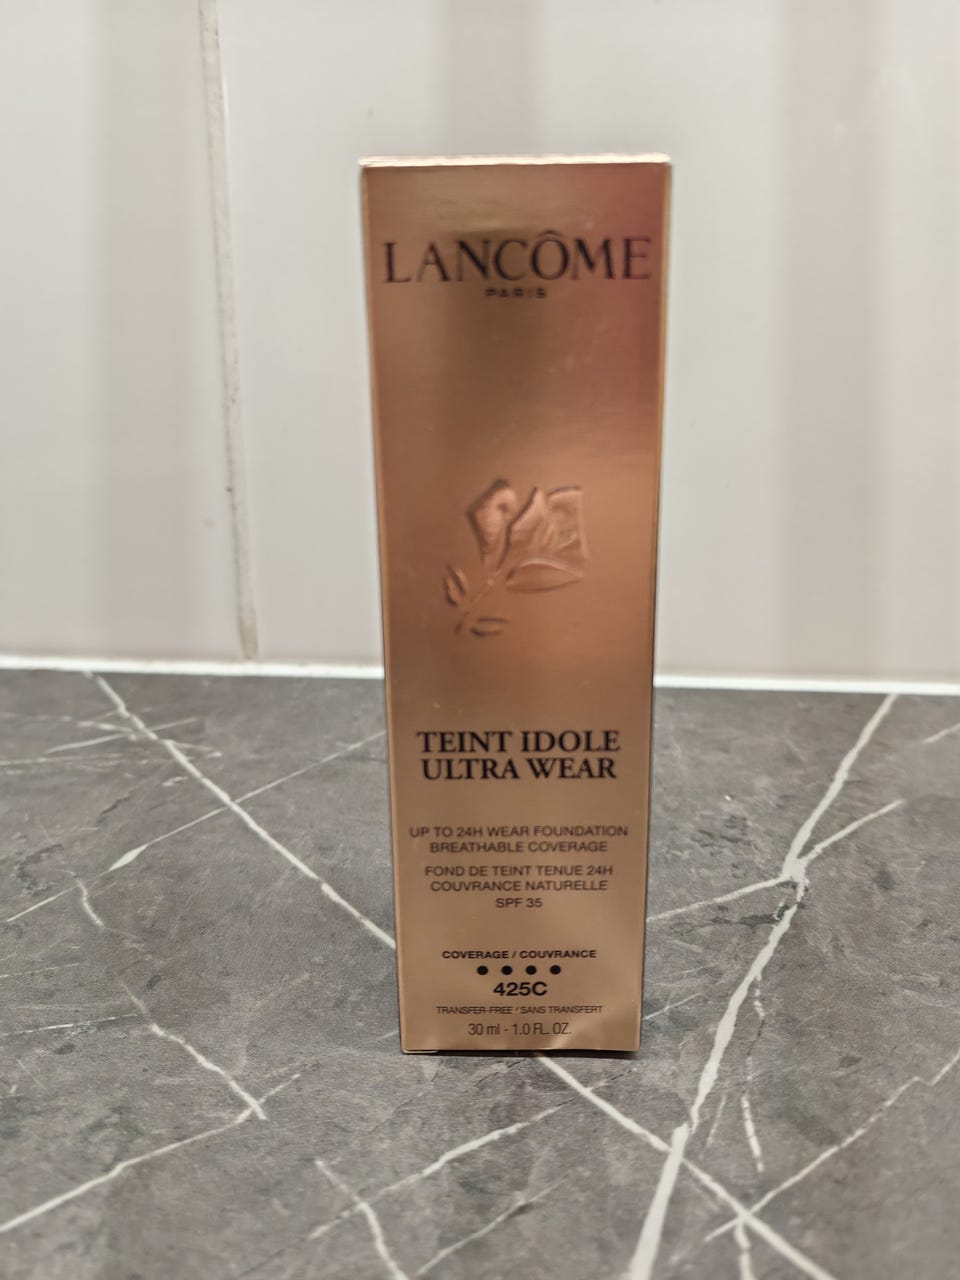 LANCÔME
PARIS
TEINT IDOLE
ULTRA WEAR
UP TO 24H WEAR FOUNDATION
BREATHABLE COVERAGE
FOND DE TEINT TENUE 24H
COUVRANCE NATURELLE
SPF 35
COVERAGE / COUVRANCE
425C
TRANSFER-FREE / SANS TRANSFERT
30 ml - 1.0 FL. OZ.